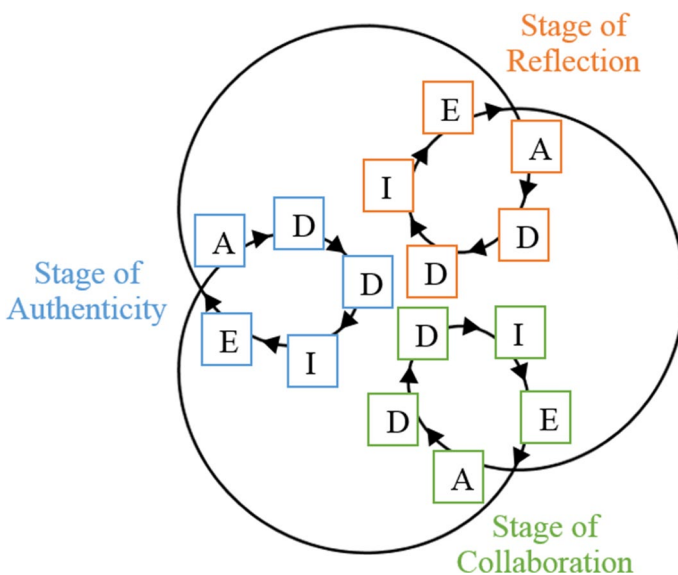 Stage of
Reflection
E
A
I
D
D
Stage of
Authenticity
A
D
D
E
I
D
I
D
E
A
Stage of
Collaboration